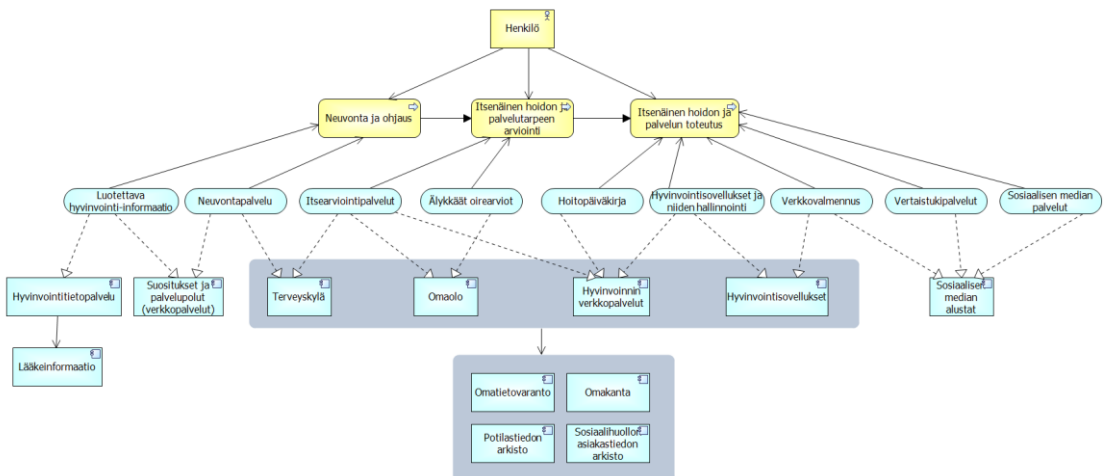 Henkilö
Neuvonta ja ohjaus
Itsenäinen hoidon ja
palvelutarpeen
arviointi
Itsenäinen hoidon ja
palvelun toteutus
Luotettava
hyvinvointi-informaatio
Neuvontapalvelu
Itsearviointipalvelut
Älykkäät oirearviot
Hoitopäiväkirja
Hyvinvointisovellukset ja
niiden hallinnointi
Verkkovalmennus
Vertaistukipalvelut
Sosiaalisen median
palvelut
Hyvinvointitietopalvelu
Suositukset ja
palvelupolut
(verkkopalvelut)
Terveyskylä
Omaolo
Hyvinvoinnin
verkkopalvelut
Hyvinvointisovellukset
Sosiaalisen
median
alustat
Lääkeinformaatio
Omatietovaranto
Omakanta
Potilastiedon
arkisto
Sosiaalihuollon
asiakastiedon
arkisto